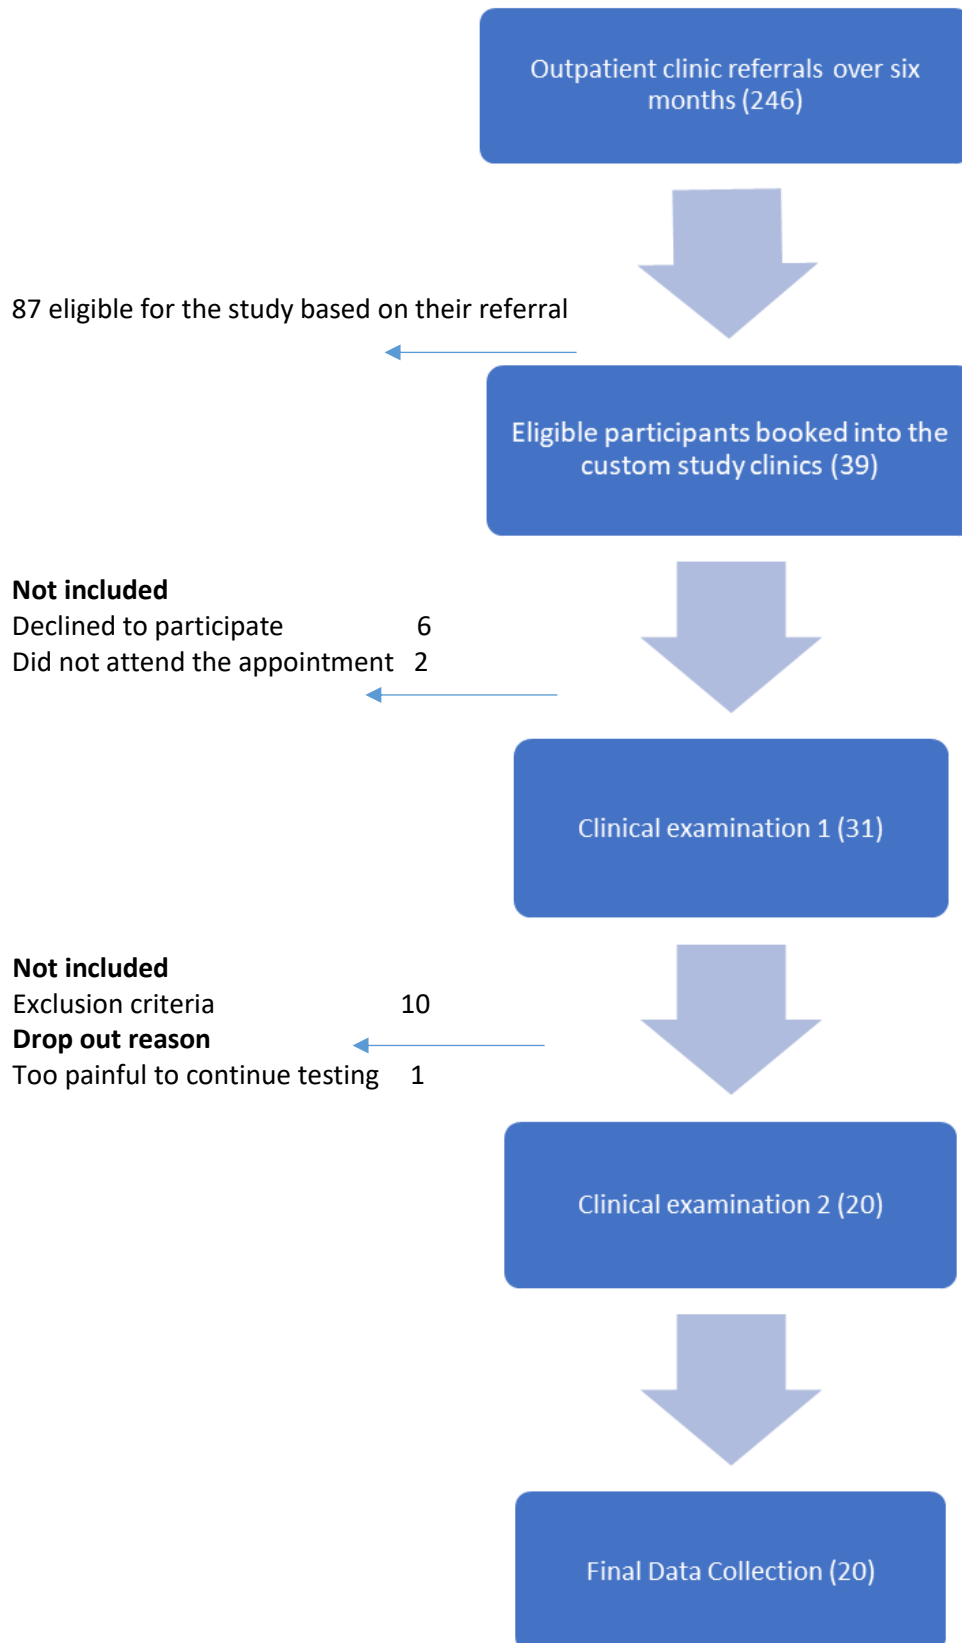 Outpatient clinic referrals over six
months (246)
87 eligible for the study based on their referral
Eligible participants booked into the
custom study clinics (39)
Not included
Declined to participate 6
Did not attend the appointment 2
Clinical examination 1 (31)
Not included
Exclusion criteria 10
Drop out reason
Too painful to continue testing 1
Clinical examination 2 (20)
Final Data Collection (20)